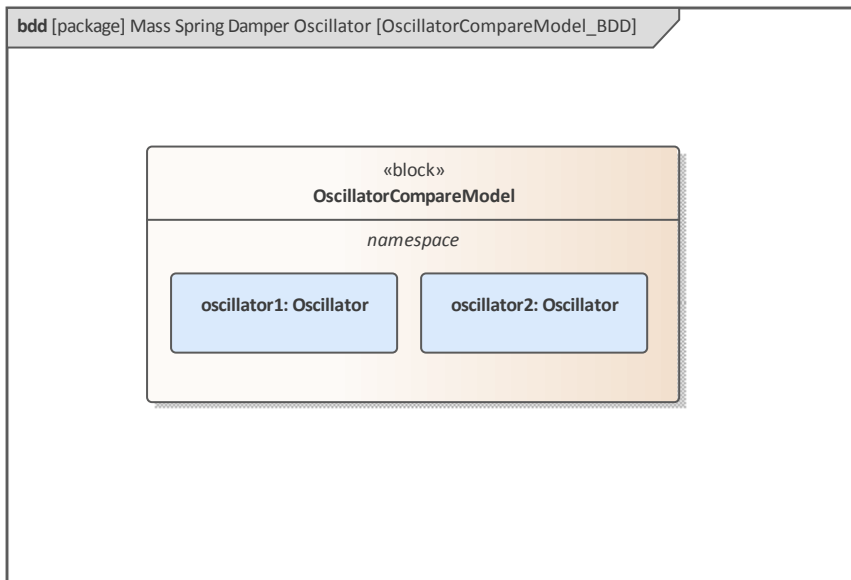 bdd [package] Mass Spring Damper Oscillator [OscillatorCompareModel_BDD]
«block»
OscillatorCompareModel
namespace
oscillator1: Oscillator
oscillator2: Oscillator